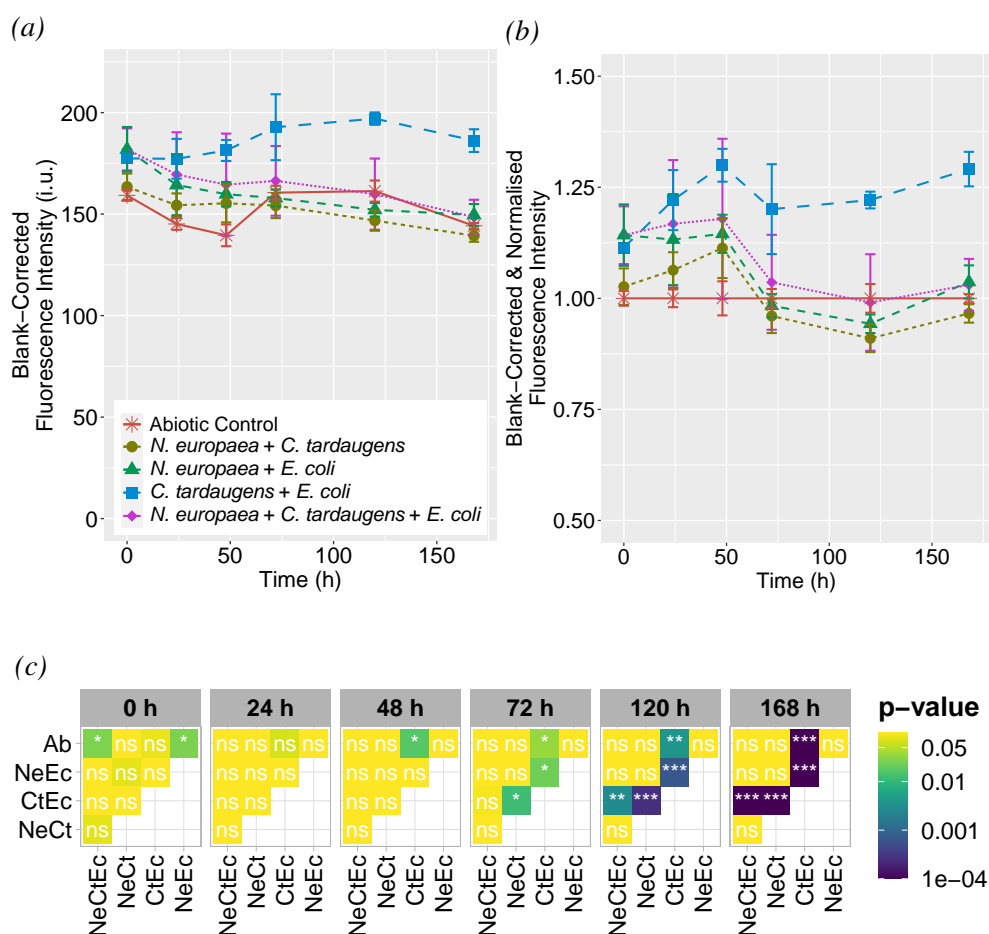 (a)
Blank−Corrected
Fluorescence Intensity (i.u.)
200
150
100
50
0
Abiotic Control
N. europaea + C. tardaugens
N. europaea + E. coli
C. tardaugens + E. coli
N. europaea + C. tardaugens + E. coli
0 50 100 150
Time (h)
(b)
Blank−Corrected & Normalised
Fluorescence Intensity
1.50
1.25
1.00
0.75
0.50
0 50 100 150
Time (h)
(c)
0 h 24 h 48 h 72 h 120 h 168 h
Ab * ns ns * ns ns ns ns ns ns * ns ns ns * ns ns ns ** ns ns ns *** ns
NeEc ns ns ns ns ns ns ns ns ns ns ns * ns ns *** ns ns ***
CtEc ns ns ns ns ns ns ns * ** *** *** ***
NeCt ns ns ns ns ns ns
NeCtEc NeCt CtEc NeEc NeCtEc NeCt CtEc NeEc NeCtEc NeCt CtEc NeEc NeCtEc NeCt CtEc NeEc NeCtEc NeCt CtEc NeEc NeCtEc NeCt CtEc NeEc
p−value
0.05
0.01
0.001
1e−04